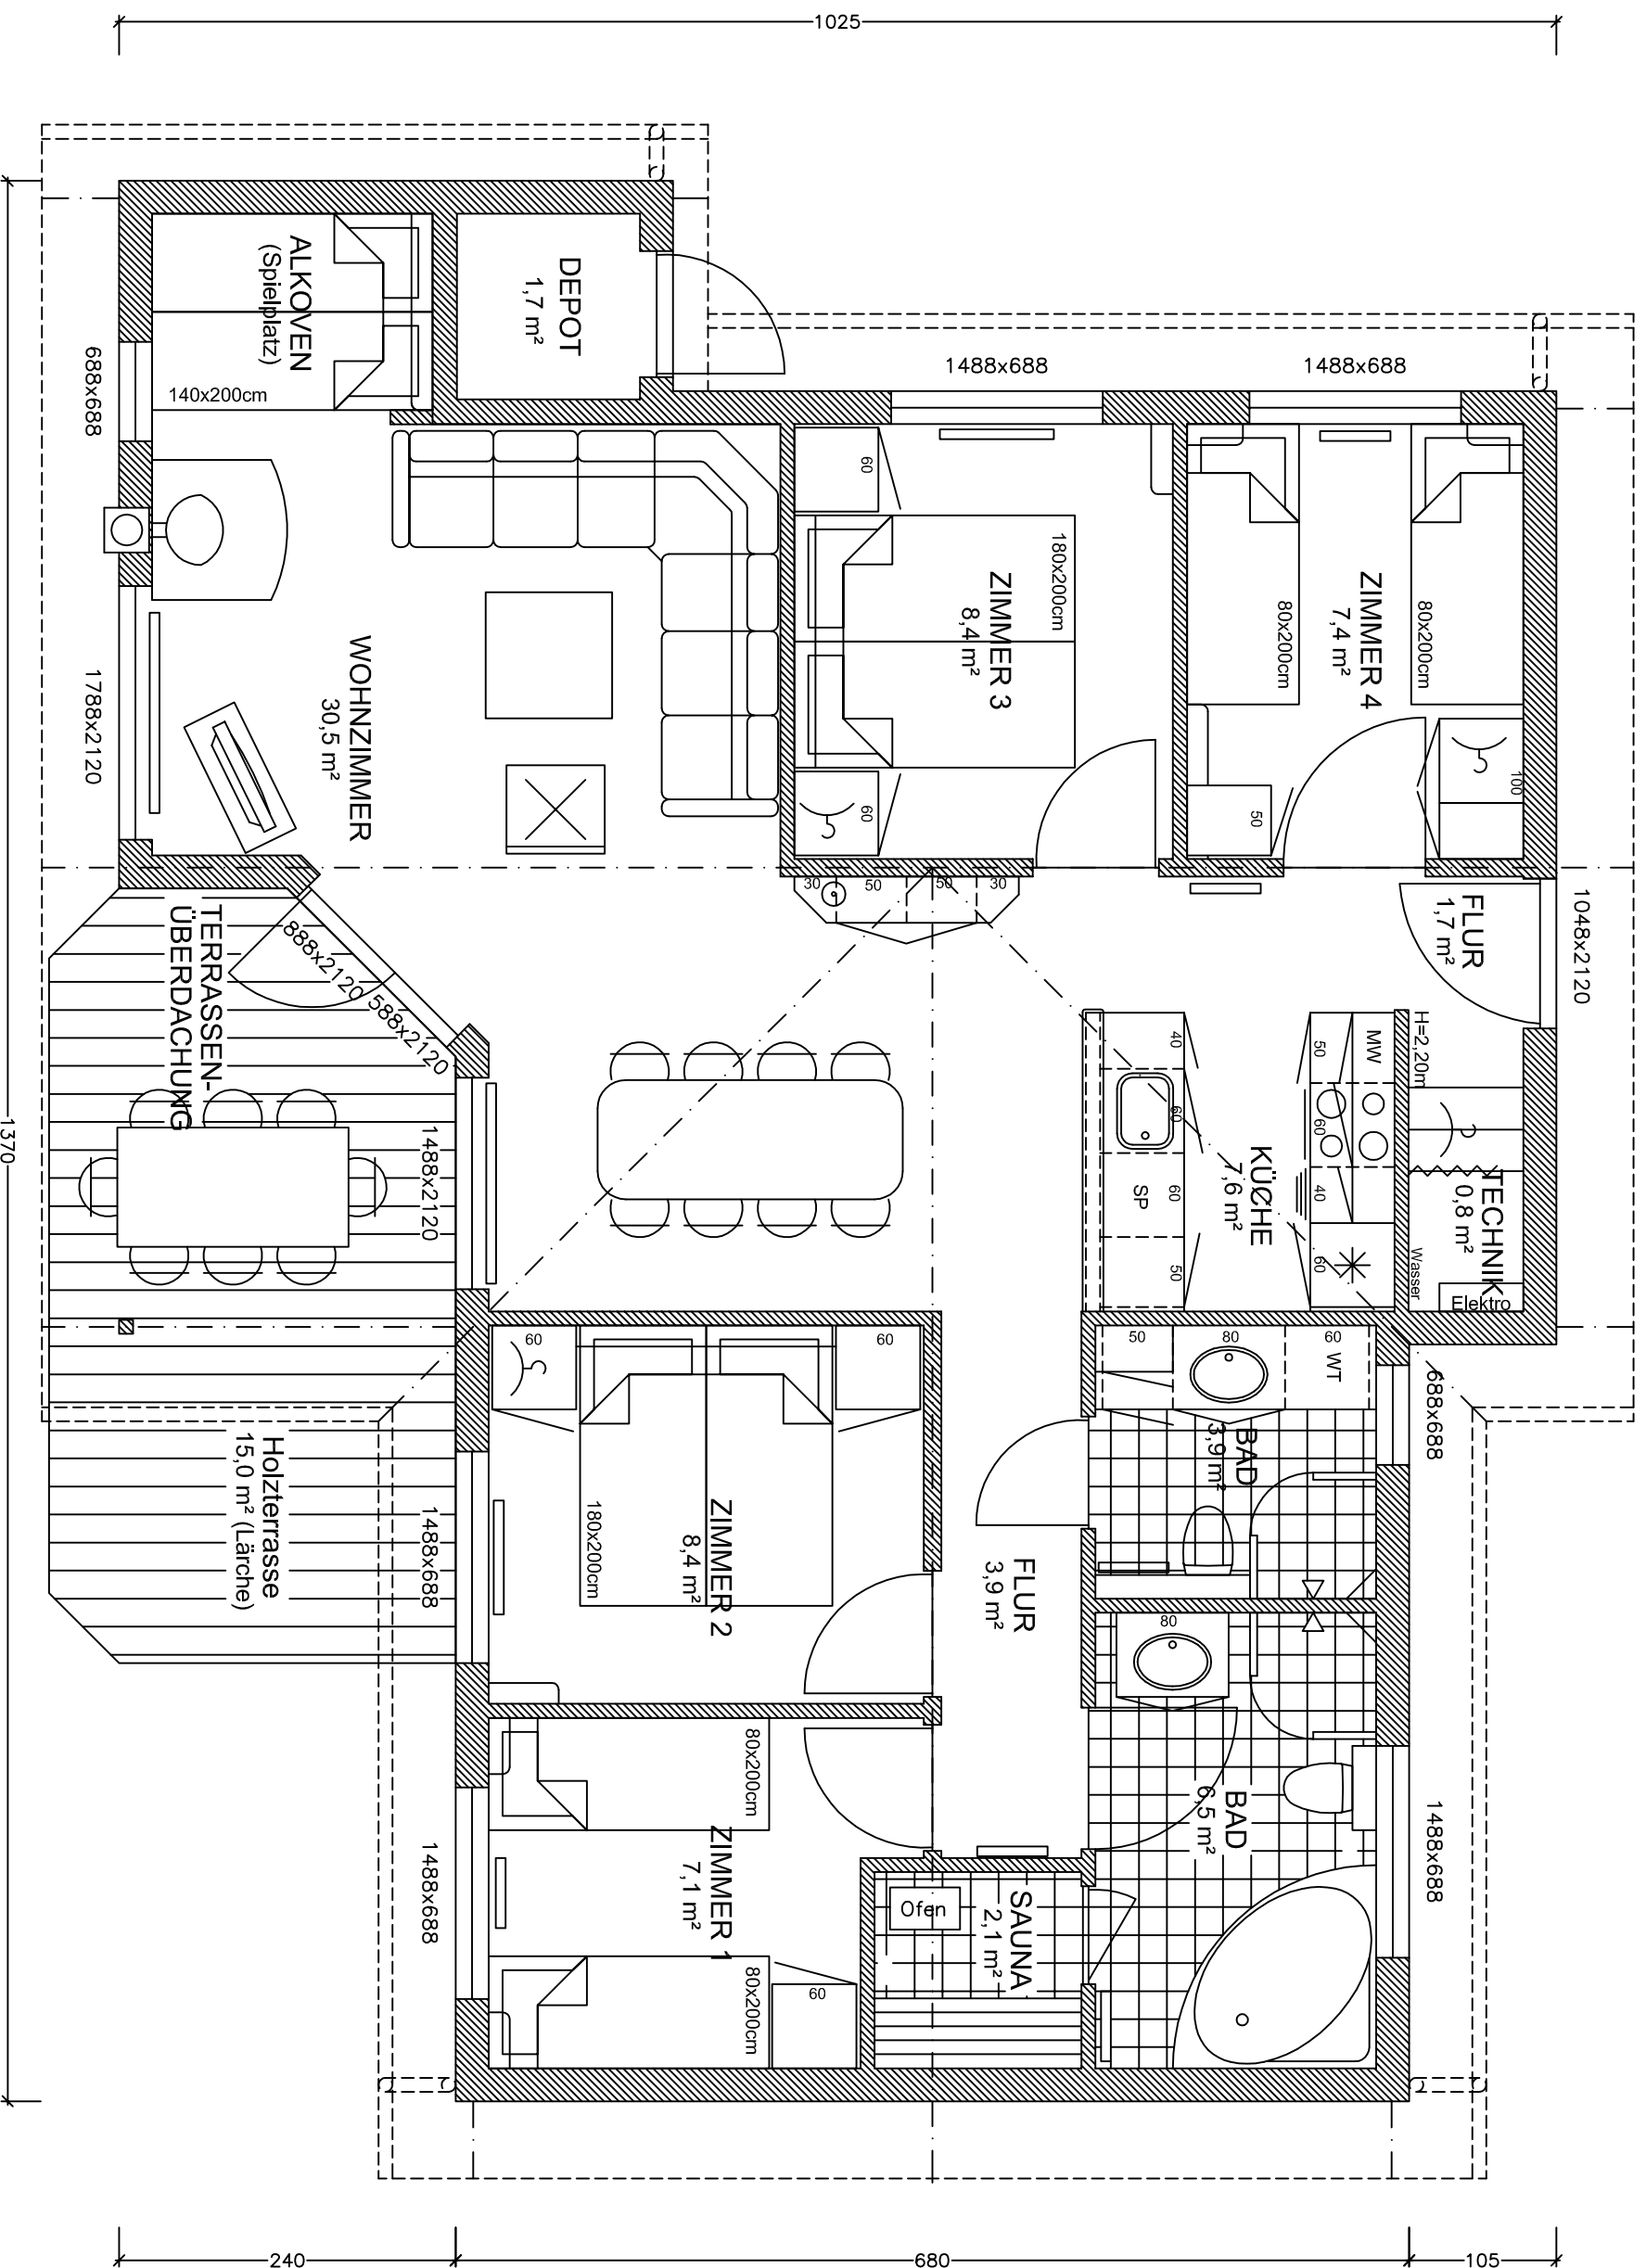 1025
1370
ALKOVEN
(Spielplatz)
140x200cm
688x688
DEPOT
1,7 m²
1488x688
1488x688
60
180x200cm
ZIMMER 3
8,4 m²
60
ZIMMER 4
7,4 m²
80x200cm
80x200cm
100
50
WOHNZIMMER
30,5 m²
1788x2120
30
50
50
30
FLUR
1,7 m²
1048x2120
TERRASSEN-
ÜBERDACHUNG
888x2120
588x2120
1488x2120
H=2,20m
MW
50
60
40
60
40
60
60
50
SP
KÜCHE
7,6 m²
TECHNIK
0,8 m²
Wasser
Elektro
50
80
60
WT
BAD
3,9 m²
688x688
60
60
180x200cm
ZIMMER 2
8,4 m²
1488x688
Holzterrasse
15,0 m² (Lärche)
FLUR
3,9 m²
80
BAD
6,5 m²
1488x688
80x200cm
ZIMMER 1
7,1 m²
80x200cm
60
1488x688
SAUNA
2,1 m²
Ofen
240
680
105